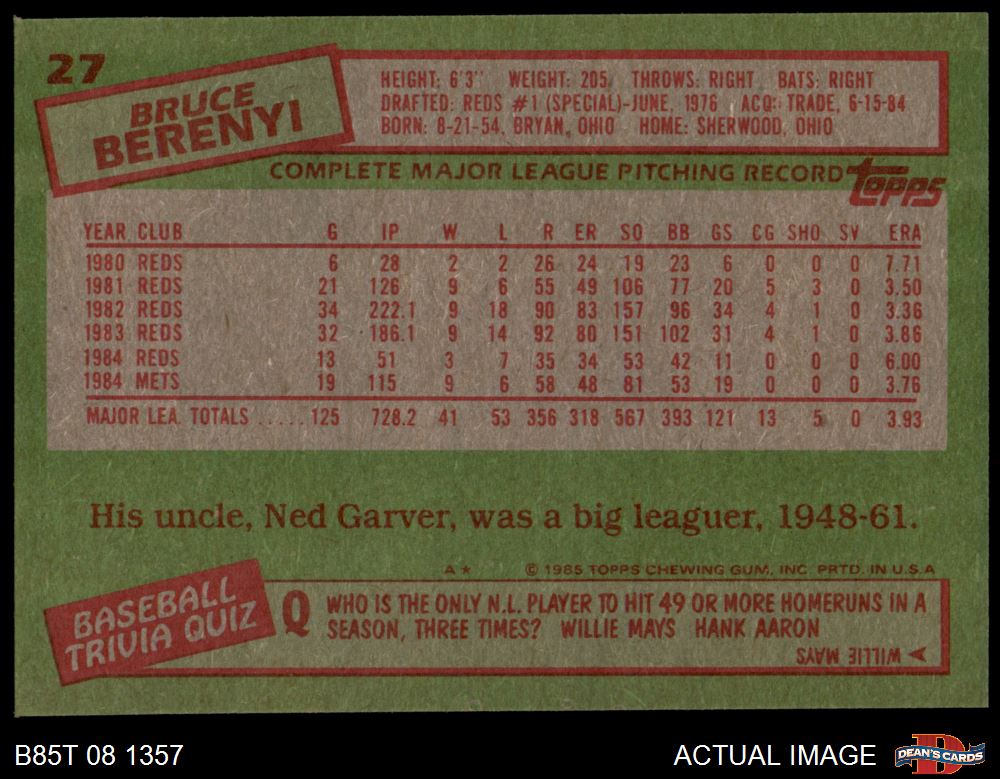 27
BRUCE
BERENYI
HEIGHT: 6'3" WEIGHT: 205 THROWS: RIGHT BATS: RIGHT
DRAFTED: REDS #1 (SPECIAL)-JUNE, 1976 ACQ: TRADE, 6-15-84
BORN: 8-21-54, BRYAN, OHIO HOME: SHERWOOD, OHIO
COMPLETE MAJOR LEAGUE PITCHING RECORD
topps
YEAR CLUB G IP W L R ER SO BB GS CG SHO SV ERA
1980 REDS 6 28 2 2 26 24 19 23 6 0 0 0 7.71
1981 REDS 21 126 9 6 55 49 106 77 20 5 3 0 3.50
1982 REDS 34 222.1 9 18 90 83 157 96 34 4 1 0 3.36
1983 REDS 32 186.1 9 14 92 80 151 102 31 4 1 0 3.86
1984 REDS 13 51 3 7 35 34 53 42 11 0 0 0 6.00
1984 METS 19 115 9 6 58 48 81 53 19 0 0 0 3.76
MAJOR LEA. TOTALS ..... 125 728.2 41 53 356 318 567 393 121 13 5 0 3.93
His uncle, Ned Garver, was a big leaguer, 1948-61.
A★ © 1985 TOPPS CHEWING GUM, INC. PRTD. IN U.S.A
BASEBALL
TRIVIA QUIZ
Q WHO IS THE ONLY N.L. PLAYER TO HIT 49 OR MORE HOMERUNS IN A
SEASON, THREE TIMES? WILLIE MAYS HANK AARON
WILLIE MAYS
B85T 08 1357
ACTUAL IMAGE
DEAN'S CARDS